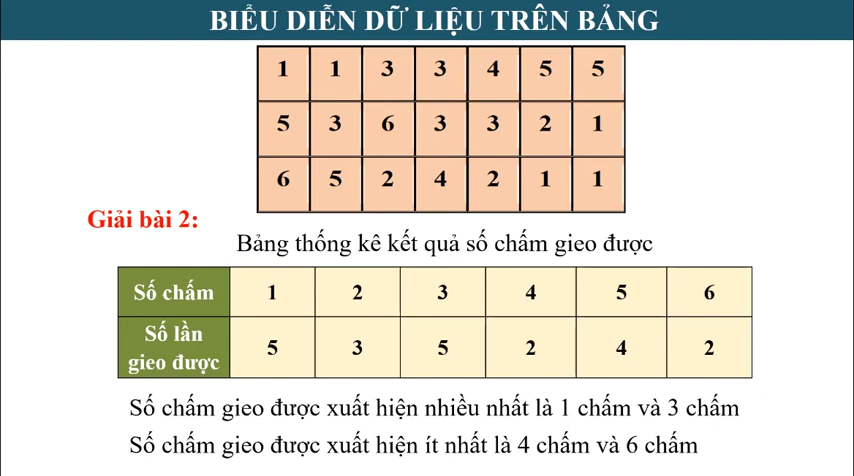 BIỂU DIỄN DỮ LIỆU TRÊN BẢNG
1 1 3 3 4 5 5
5 3 6 3 3 2 1
6 5 2 4 2 1 1
Giải bài 2:
Bảng thống kê kết quả số chấm gieo được
Số chấm 1 2 3 4 5 6
Số lần gieo được 5 3 5 2 4 2
Số chấm gieo được xuất hiện nhiều nhất là 1 chấm và 3 chấm
Số chấm gieo được xuất hiện ít nhất là 4 chấm và 6 chấm